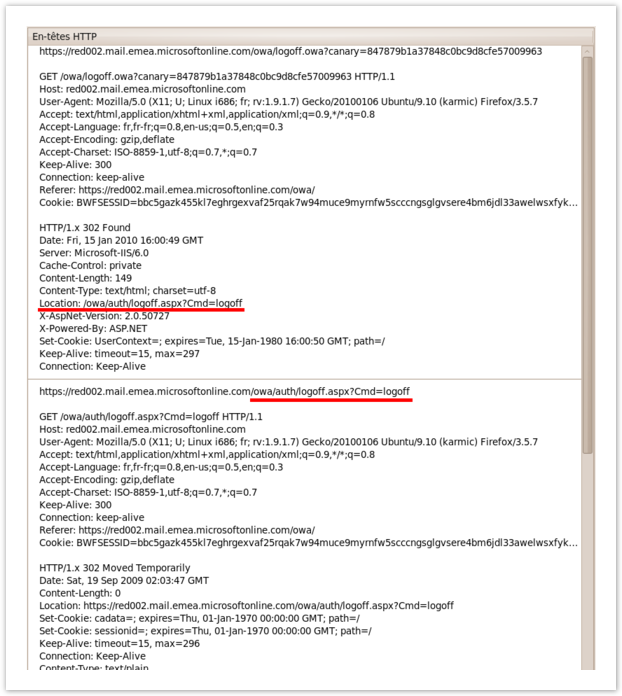 En-têtes HTTP
https://red002.mail.emea.microsoftonline.com/owa/logoff.owa?canary=847879b1a37848c0bc9d8cfe57009963
GET /owa/logoff.owa?canary=847879b1a37848c0bc9d8cfe57009963 HTTP/1.1
Host: red002.mail.emea.microsoftonline.com
User-Agent: Mozilla/5.0 (X11; U; Linux i686; fr; rv:1.9.1.7) Gecko/20100106 Ubuntu/9.10 (karmic) Firefox/3.5.7
Accept: text/html,application/xhtml+xml,application/xml;q=0.9,*/*;q=0.8
Accept-Language: fr,fr-fr;q=0.8,en-us;q=0.5,en;q=0.3
Accept-Encoding: gzip,deflate
Accept-Charset: ISO-8859-1,utf-8;q=0.7,*;q=0.7
Keep-Alive: 300
Connection: keep-alive
Referer: https://red002.mail.emea.microsoftonline.com/owa/
Cookie: BWFSESSID=bbc5gazk455kl7eghrgexvaf25rqak7w94muce9myrnfw5scccngsglgvsere4bm6jdl33awelwsxfyk...
HTTP/1.x 302 Found
Date: Fri, 15 Jan 2010 16:00:49 GMT
Server: Microsoft-IIS/6.0
Cache-Control: private
Content-Length: 149
Content-Type: text/html; charset=utf-8
Location: /owa/auth/logoff.aspx?Cmd=logoff
X-AspNet-Version: 2.0.50727
X-Powered-By: ASP.NET
Set-Cookie: UserContext=; expires=Tue, 15-Jan-1980 16:00:50 GMT; path=/
Keep-Alive: timeout=15, max=297
Connection: Keep-Alive
https://red002.mail.emea.microsoftonline.com/owa/auth/logoff.aspx?Cmd=logoff
GET /owa/auth/logoff.aspx?Cmd=logoff HTTP/1.1
Host: red002.mail.emea.microsoftonline.com
User-Agent: Mozilla/5.0 (X11; U; Linux i686; fr; rv:1.9.1.7) Gecko/20100106 Ubuntu/9.10 (karmic) Firefox/3.5.7
Accept: text/html,application/xhtml+xml,application/xml;q=0.9,*/*;q=0.8
Accept-Language: fr,fr-fr;q=0.8,en-us;q=0.5,en;q=0.3
Accept-Encoding: gzip,deflate
Accept-Charset: ISO-8859-1,utf-8;q=0.7,*;q=0.7
Keep-Alive: 300
Connection: keep-alive
Referer: https://red002.mail.emea.microsoftonline.com/owa/
Cookie: BWFSESSID=bbc5gazk455kl7eghrgexvaf25rqak7w94muce9myrnfw5scccngsglgvsere4bm6jdl33awelwsxfyk...
HTTP/1.x 302 Moved Temporarily
Date: Sat, 19 Sep 2009 02:03:47 GMT
Content-Length: 0
Location: https://red002.mail.emea.microsoftonline.com/owa/auth/logoff.aspx?Cmd=logoff
Set-Cookie: cadata=; expires=Thu, 01-Jan-1970 00:00:00 GMT; path=/
Set-Cookie: sessionid=; expires=Thu, 01-Jan-1970 00:00:00 GMT; path=/
Keep-Alive: timeout=15, max=296
Connection: Keep-Alive
Content-Type: text/plain